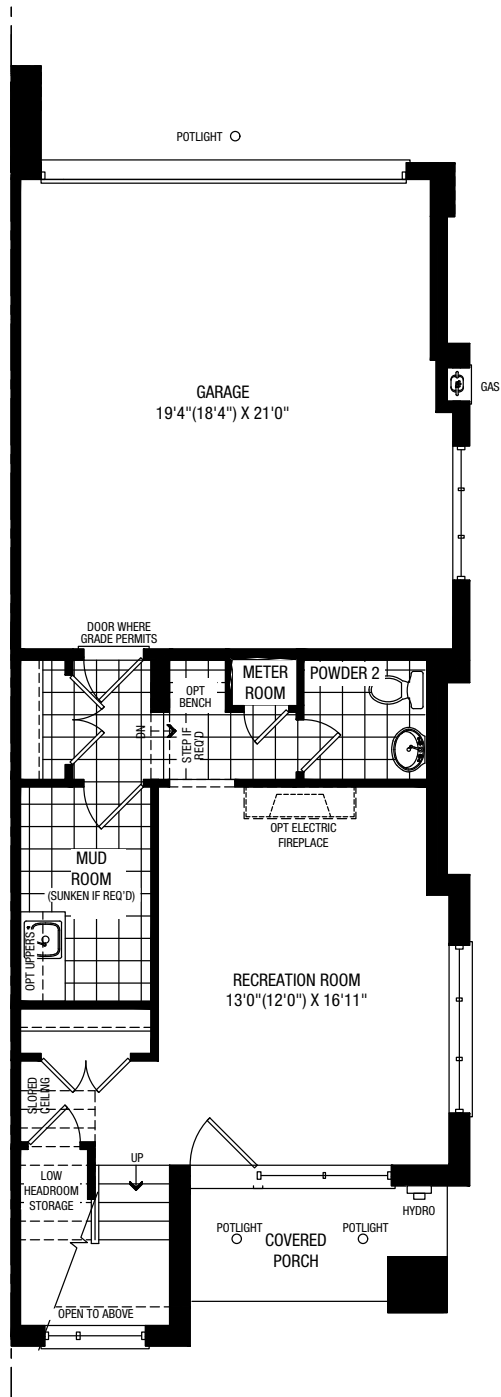 POTLIGHT
GARAGE
19'4"(18'4") X 21'0"
GAS
DOOR WHERE
GRADE PERMITS
OPT
BENCH
METER
ROOM
POWDER 2
DN
STEP IF
REQ'D
OPT ELECTRIC
FIREPLACE
MUD
ROOM
(SUNKEN IF REQ'D)
OPT UPPERS
RECREATION ROOM
13'0"(12'0") X 16'11"
SLOPED
CEILING
UP
LOW
HEADROOM
STORAGE
HYDRO
POTLIGHT
POTLIGHT
COVERED
PORCH
OPEN TO ABOVE